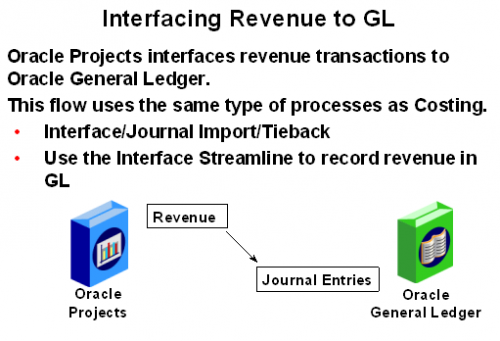 Interfacing Revenue to GL
Oracle Projects interfaces revenue transactions to
Oracle General Ledger.
This flow uses the same type of processes as Costing.
• Interface/Journal Import/Tieback
• Use the Interface Streamline to record revenue in
GL
Revenue
Journal Entries
Oracle
Projects
Oracle
General Ledger